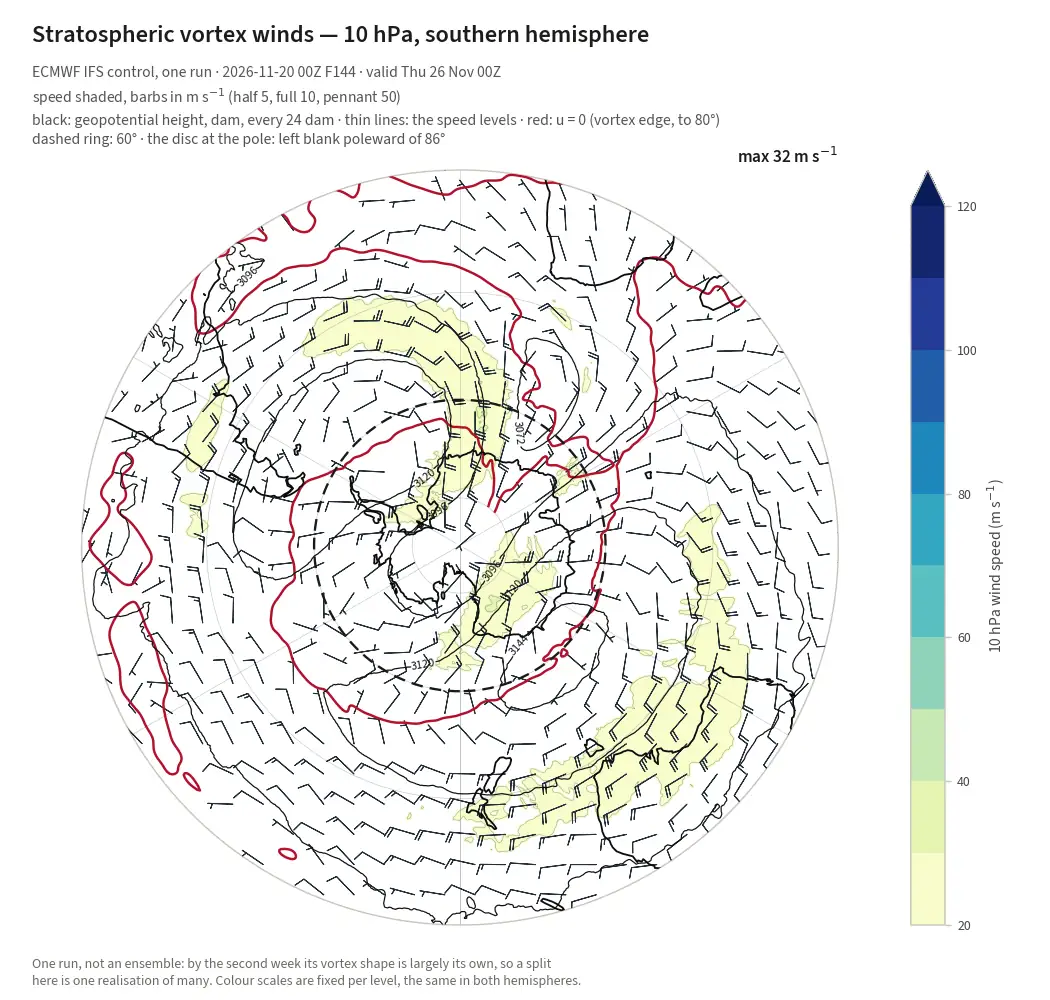 Stratospheric vortex winds — 10 hPa, southern hemisphere
ECMWF IFS control, one run · 2026-11-20 00Z F144 · valid Thu 26 Nov 00Z
speed shaded, barbs in m s⁻¹ (half 5, full 10, pennant 50)
black: geopotential height, dam, every 24 dam · thin lines: the speed levels · red: u = 0 (vortex edge, to 80°)
dashed ring: 60° · the disc at the pole: left blank poleward of 86°
max 32 m s⁻¹
120
100
80
60
40
20
10 hPa wind speed (m s⁻¹)
3096
3072
3120
3096
3144
3120
One run, not an ensemble: by the second week its vortex shape is largely its own, so a split
here is one realisation of many. Colour scales are fixed per level, the same in both hemispheres.